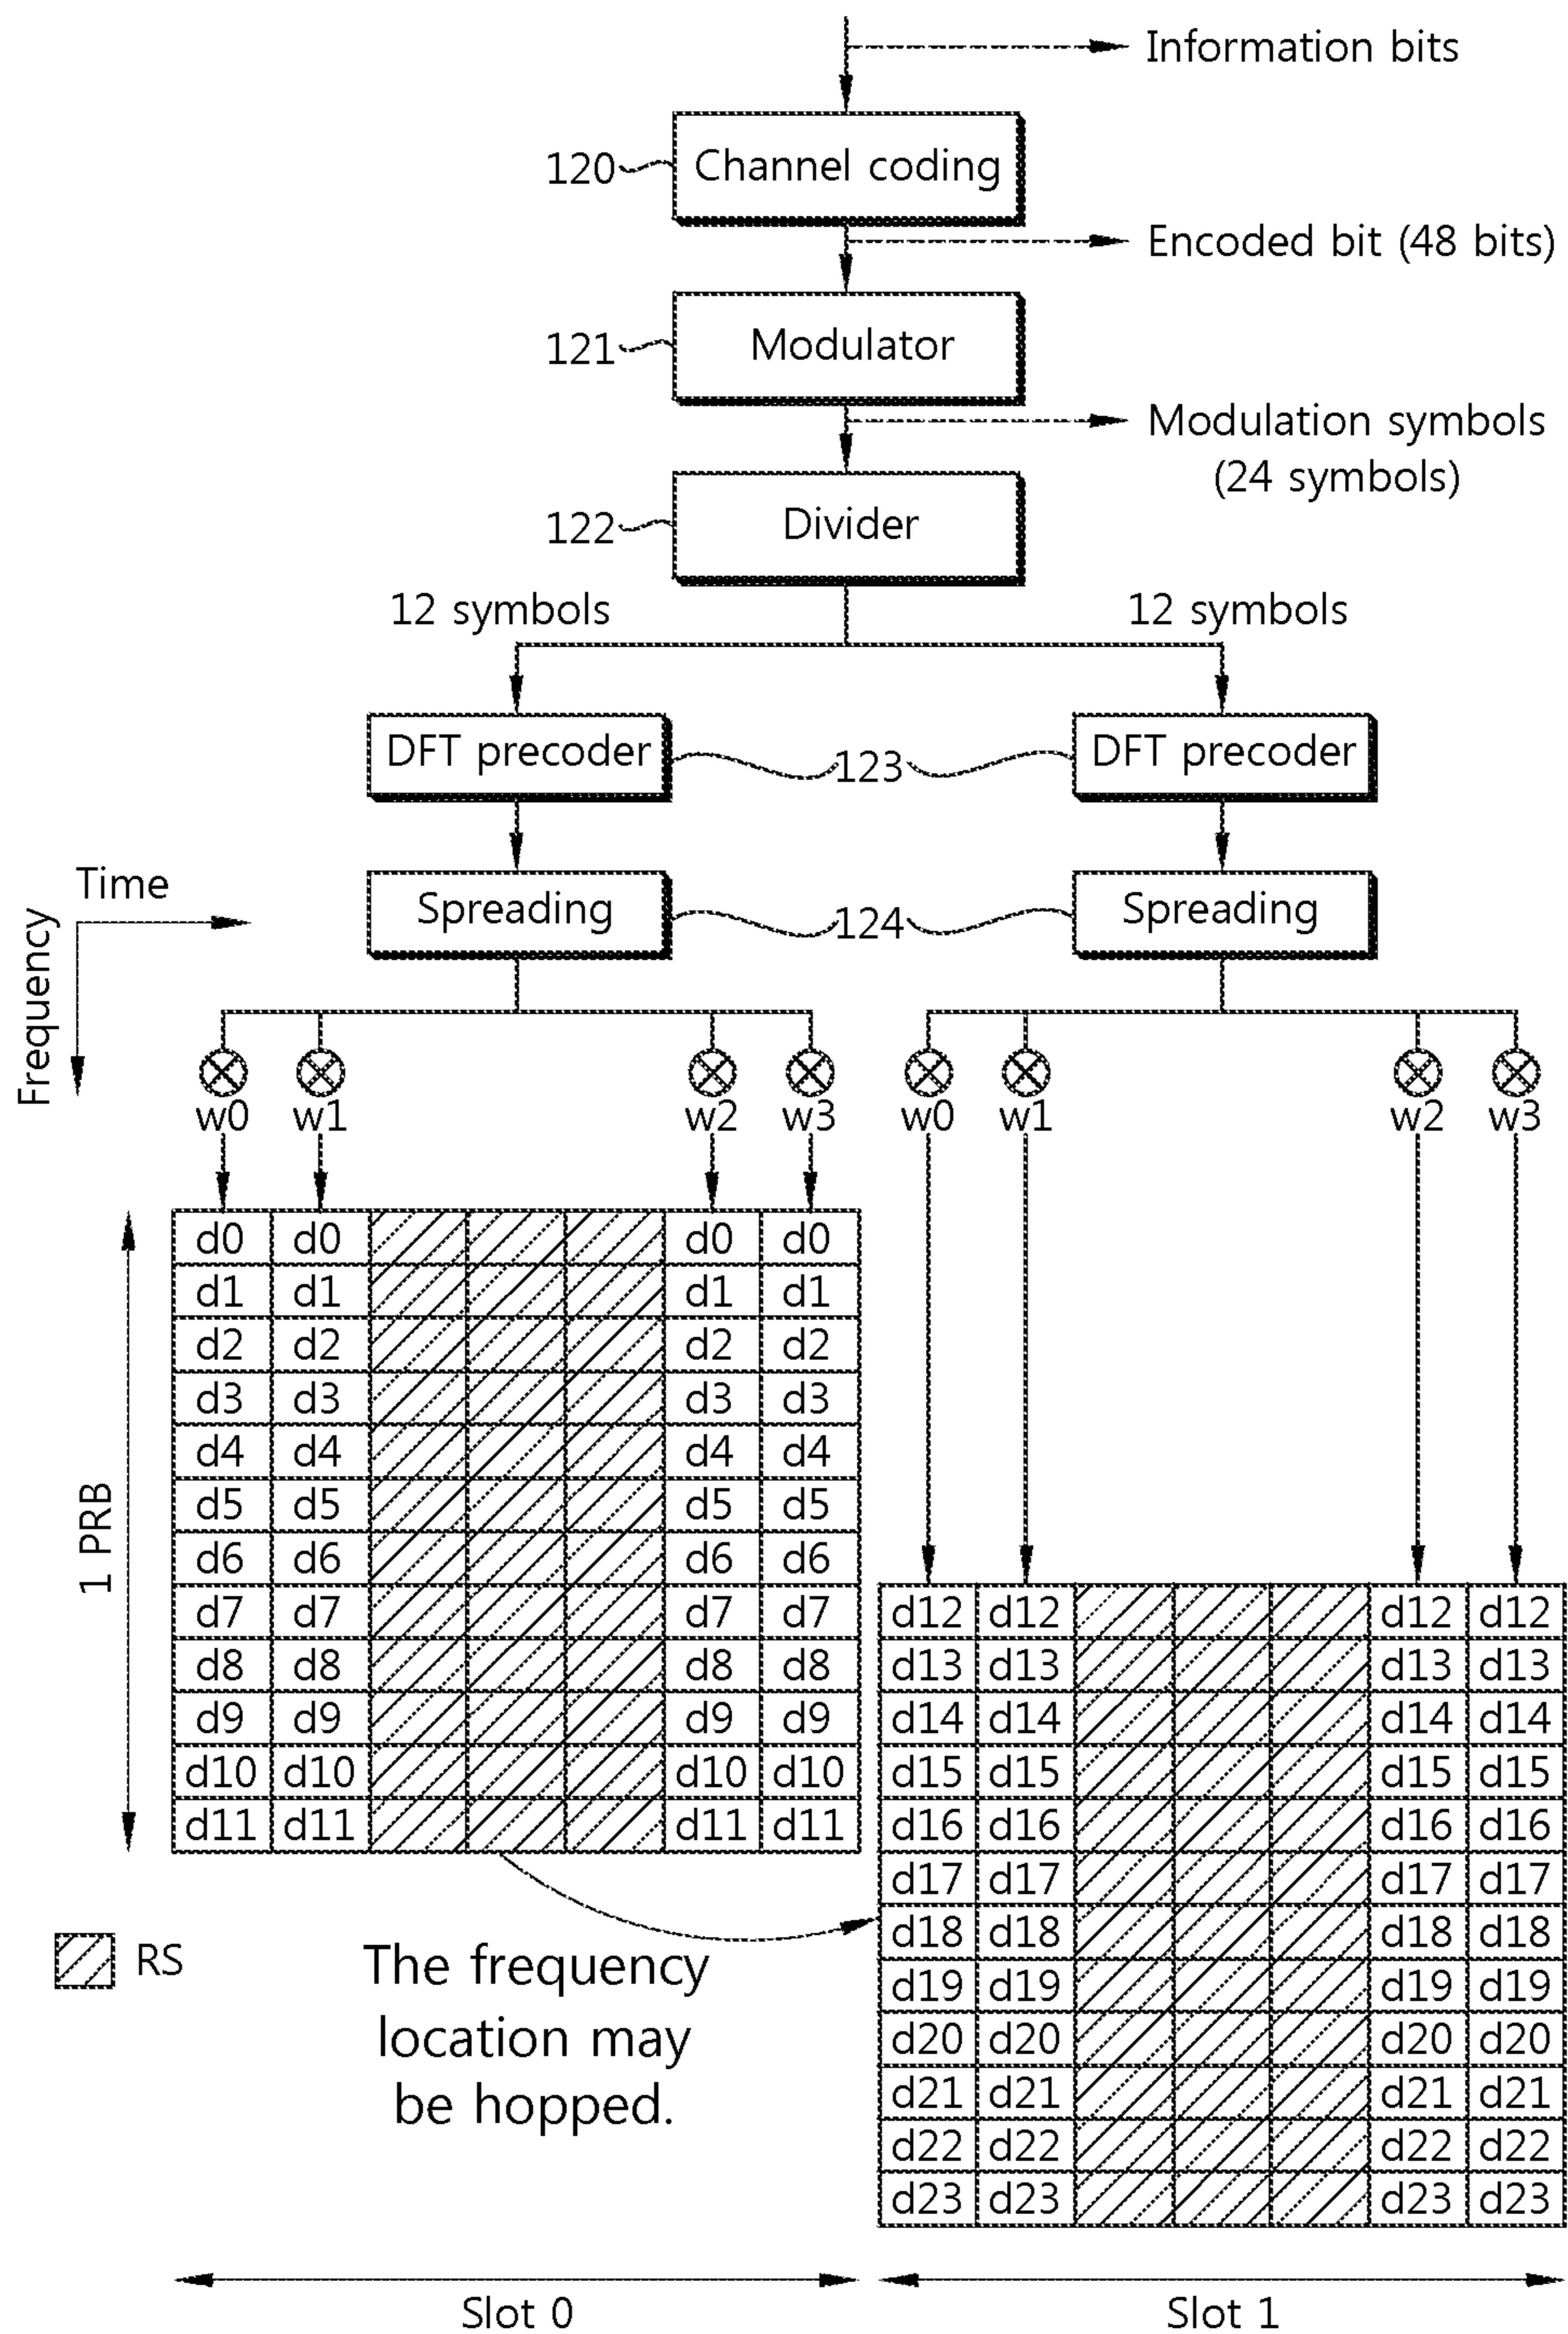 Information bits
120 Channel coding
Encoded bit (48 bits)
121 Modulator
Modulation symbols
(24 symbols)
122 Divider
12 symbols 12 symbols
DFT precoder 123 DFT precoder
Time
Frequency
Spreading 124 Spreading
w0 w1 w2 w3 w0 w1 w2 w3
1 PRB
d0 d0 d0 d0
d1 d1 d1 d1
d2 d2 d2 d2
d3 d3 d3 d3
d4 d4 d4 d4
d5 d5 d5 d5
d6 d6 d6 d6
d7 d7 d7 d7 d12 d12 d12 d12
d8 d8 d8 d8 d13 d13 d13 d13
d9 d9 d9 d9 d14 d14 d14 d14
d10 d10 d10 d10 d15 d15 d15 d15
d11 d11 d11 d11 d16 d16 d16 d16
d17 d17 d17 d17
d18 d18 d18 d18
d19 d19 d19 d19
d20 d20 d20 d20
d21 d21 d21 d21
d22 d22 d22 d22
d23 d23 d23 d23
RS
The frequency
location may
be hopped.
Slot 0 Slot 1